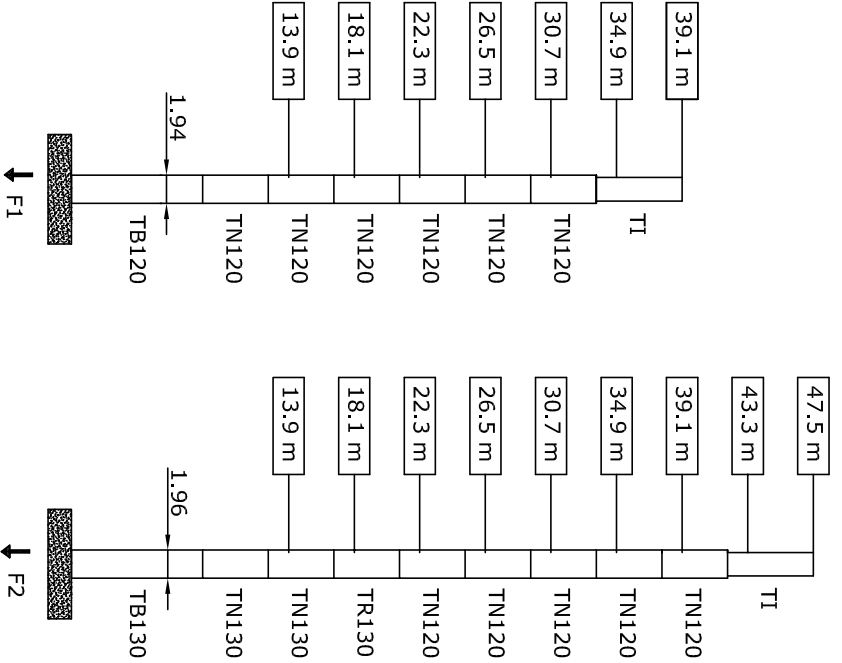 39.1 m
34.9 m
30.7 m
26.5 m
22.3 m
18.1 m
13.9 m
TI
TN120
TN120
TN120
TN120
TN120
TN120
TB120
1.94
F1
47.5 m
43.3 m
39.1 m
34.9 m
30.7 m
26.5 m
22.3 m
18.1 m
13.9 m
TI
TN120
TN120
TN120
TN120
TN120
TR130
TN130
TN130
TB130
1.96
F2